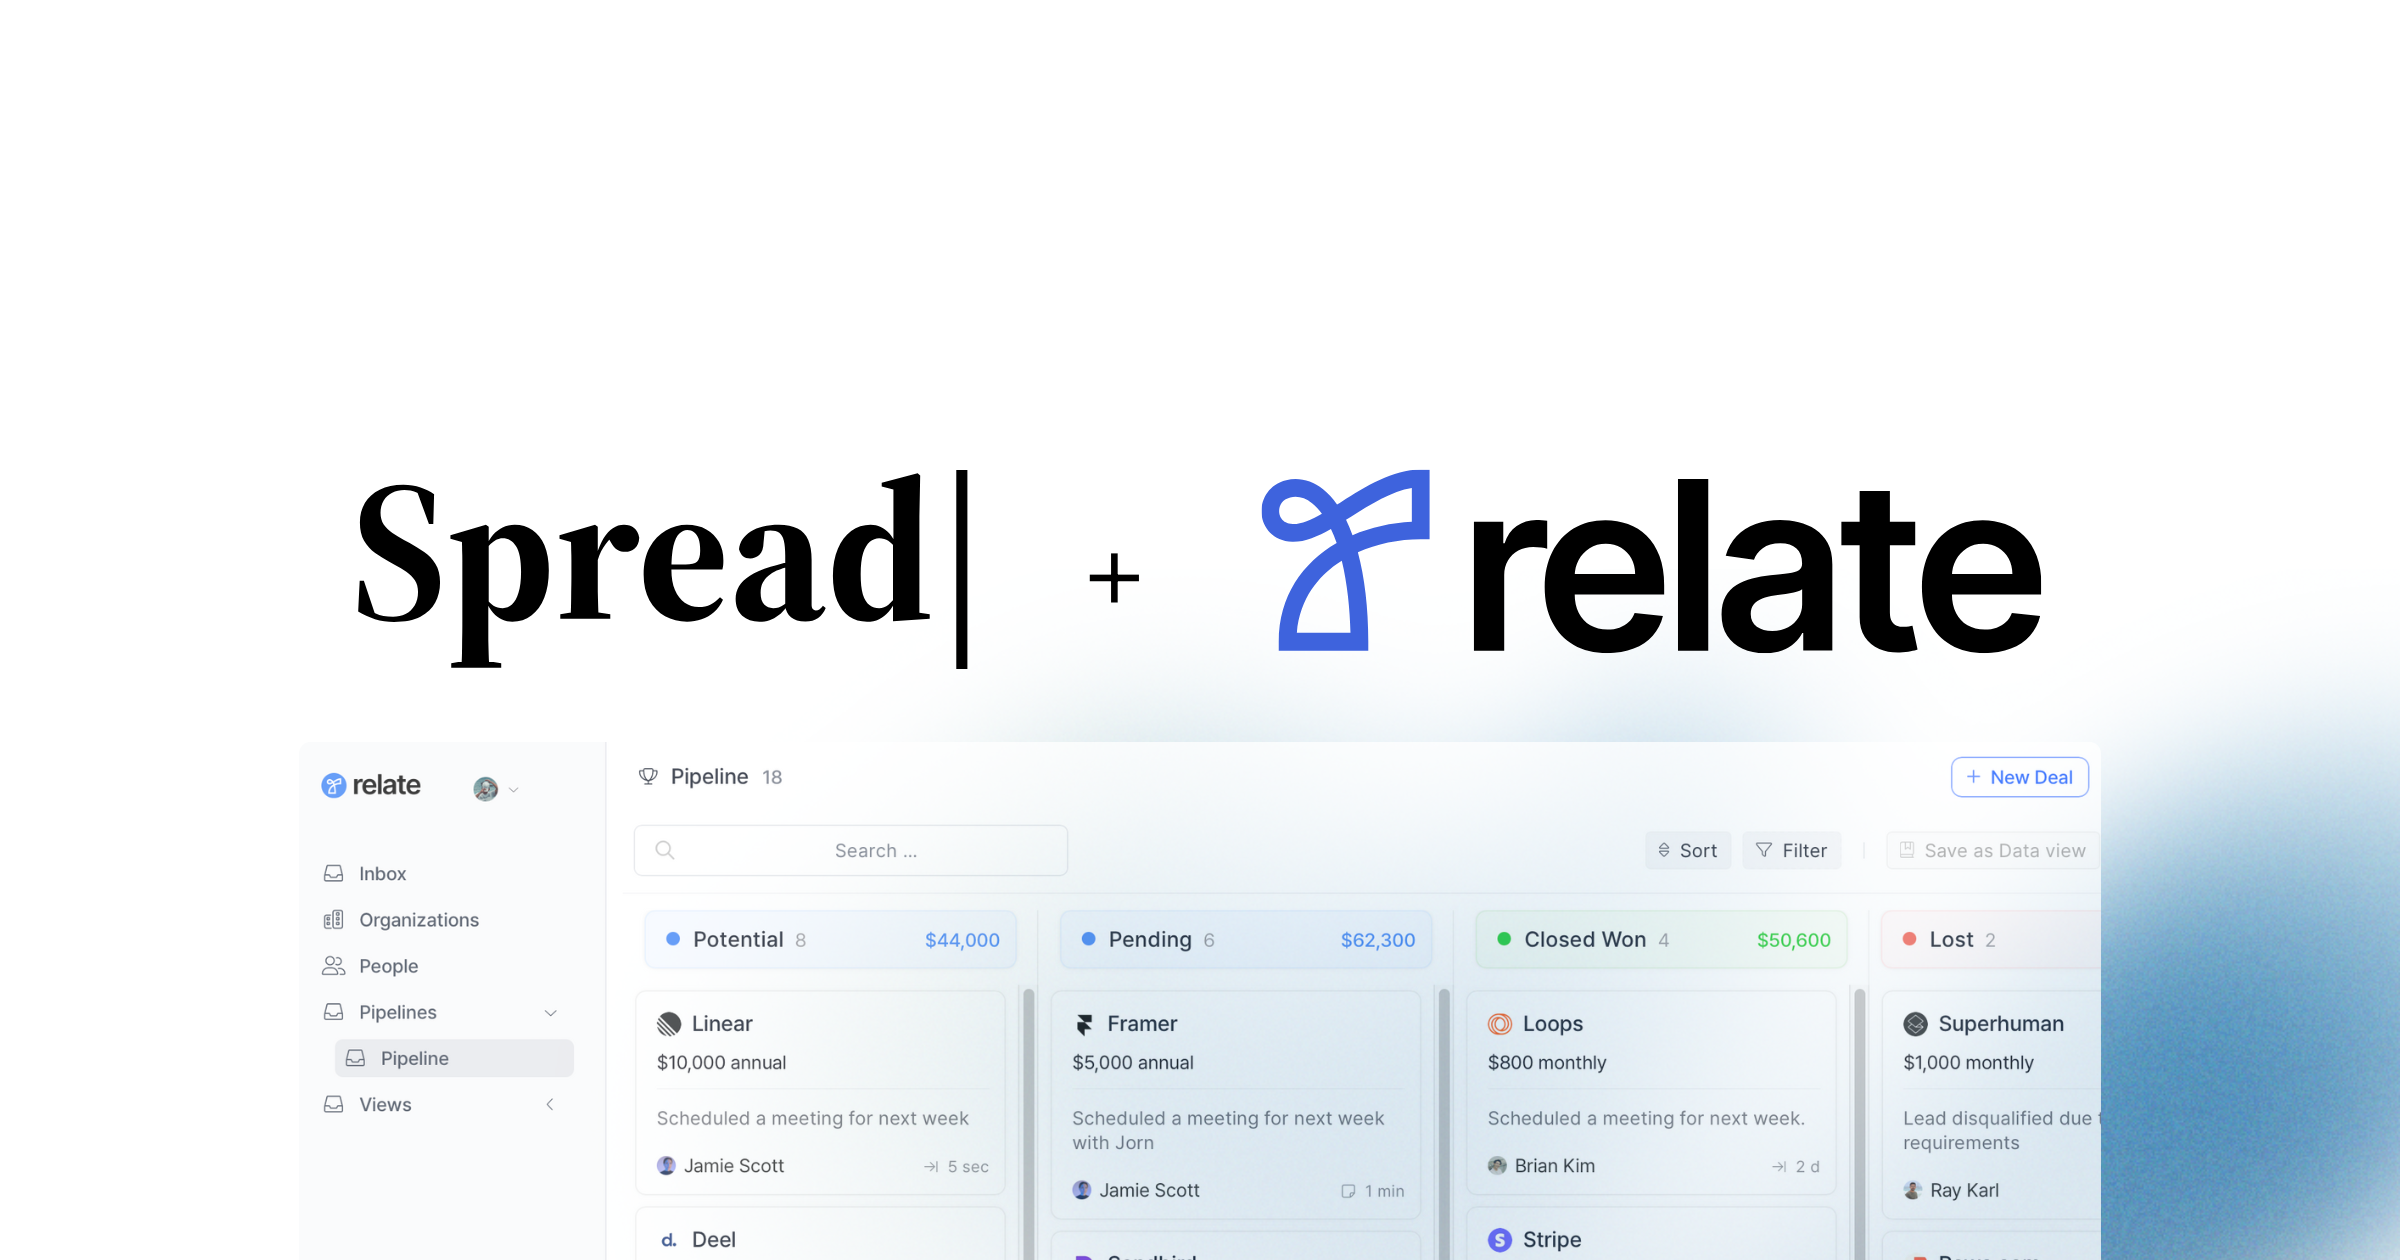 Spread|
+
relate
relate
Inbox
Organizations
People
Pipelines
Pipeline
Views
Pipeline 18
+ New Deal
Search ...
Sort
Filter
Save as Data view
Potential 8 $44,000
Linear
$10,000 annual
Scheduled a meeting for next week
Jamie Scott 5 sec
d. Deel
Pending 6 $62,300
Framer
$5,000 annual
Scheduled a meeting for next week
with Jorn
Jamie Scott 1 min
Closed Won 4 $50,600
Loops
$800 monthly
Scheduled a meeting for next week.
Brian Kim 2 d
S Stripe
Lost 2
Superhuman
$1,000 monthly
Lead disqualified due
requirements
Ray Karl